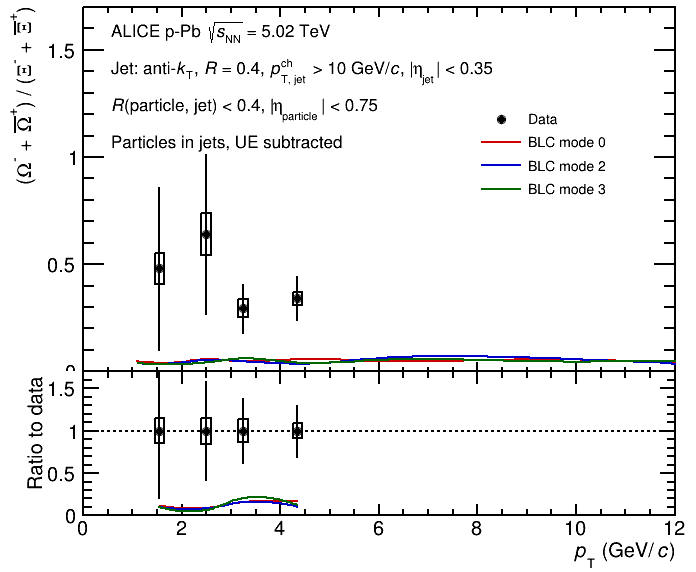 ALICE p-Pb √s_NN = 5.02 TeV
Jet: anti-k_T, R = 0.4, p_T, jet^ch > 10 GeV/c, |η_jet| < 0.35
R(particle, jet) < 0.4, |η_particle| < 0.75
Particles in jets, UE subtracted
Data
BLC mode 0
BLC mode 2
BLC mode 3
(Ω⁻ + Ω̅⁺) / (Ξ⁻ + Ξ̅⁺)
1.5
1
0.5
0
Ratio to data
1.5
1
0.5
0
0 2 4 6 8 10 12
p_T (GeV/c)